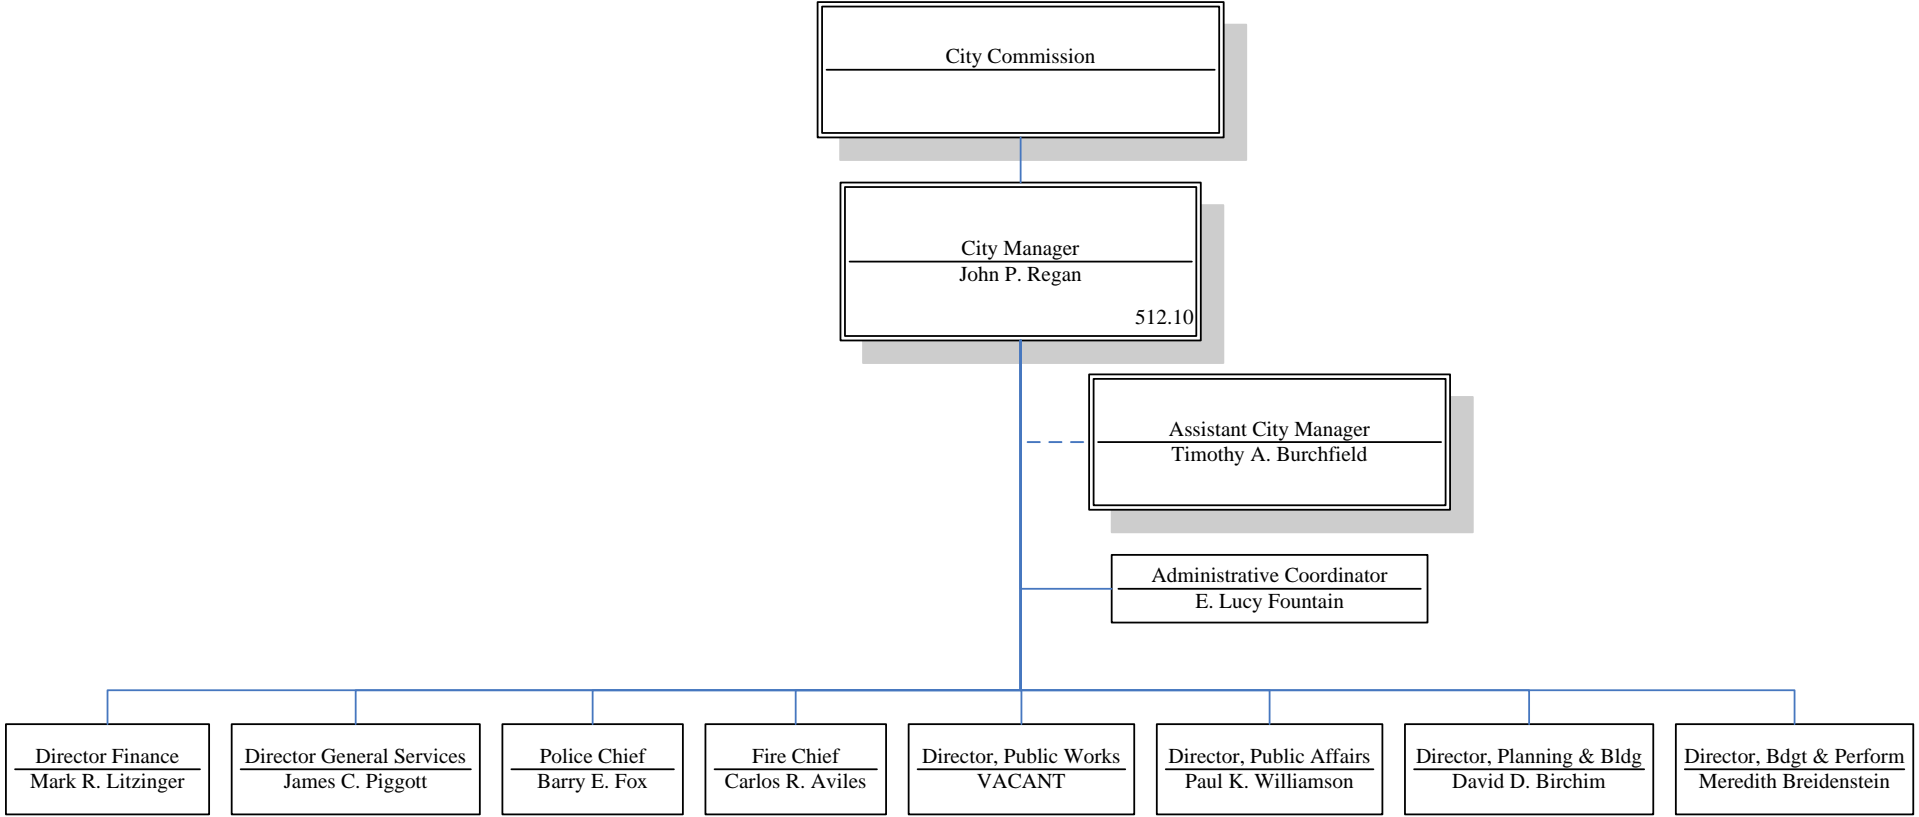 City Commission
City Manager
John P. Regan
512.10
Assistant City Manager
Timothy A. Burchfield
Administrative Coordinator
E. Lucy Fountain
Director Finance
Mark R. Litzinger
Director General Services
James C. Piggott
Police Chief
Barry E. Fox
Fire Chief
Carlos R. Aviles
Director, Public Works
VACANT
Director, Public Affairs
Paul K. Williamson
Director, Planning & Bldg
David D. Birchim
Director, Bdgt & Perform
Meredith Breidenstein